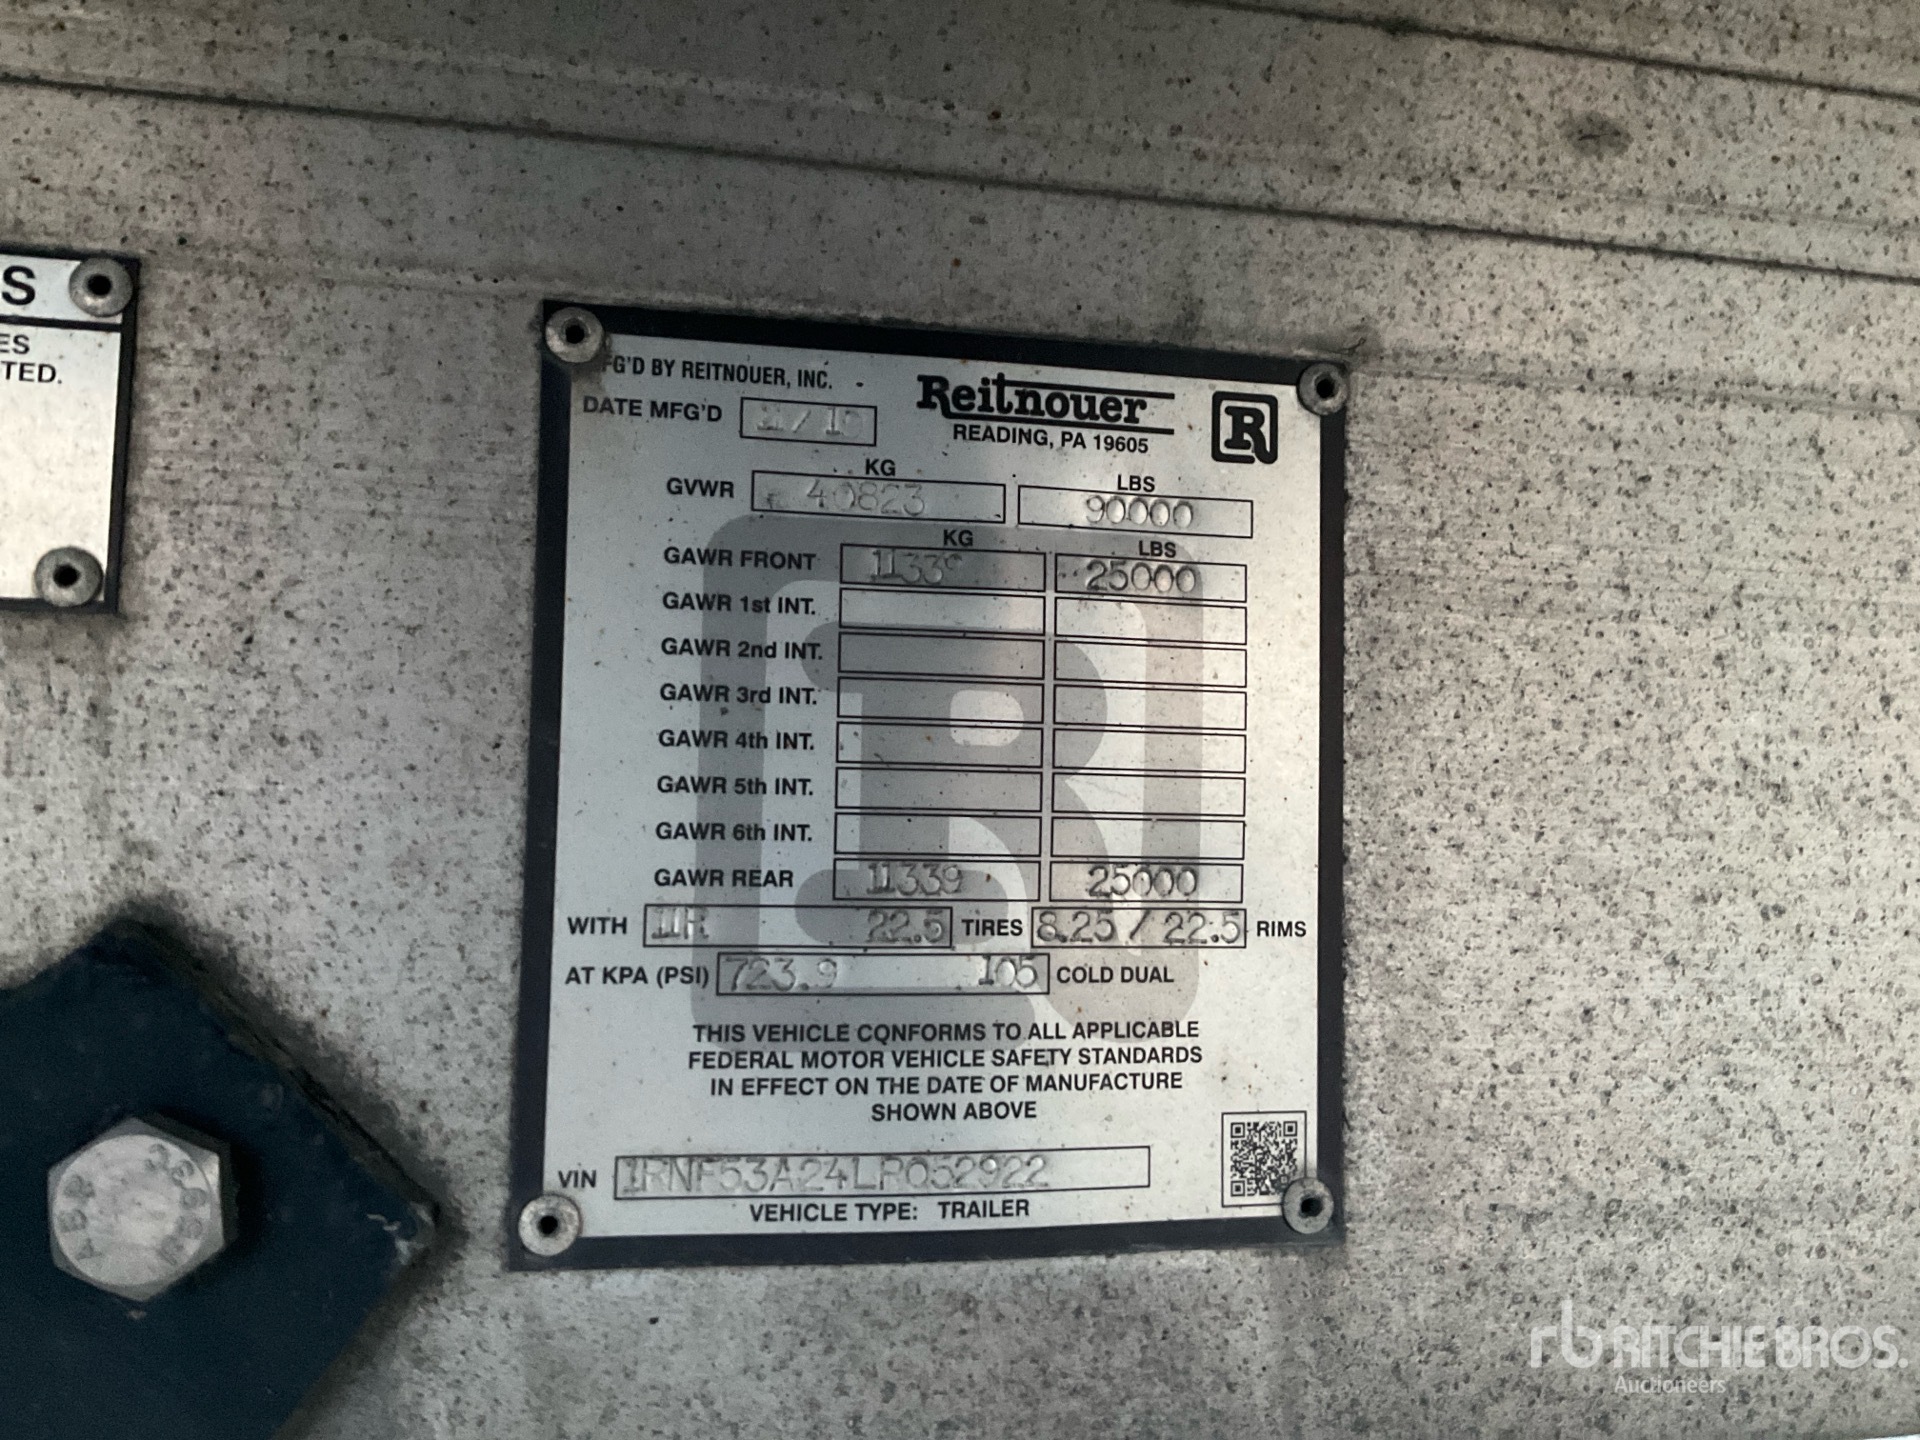 S
ES
TED.
FG'D BY REITNOUER, INC.
Reitnouer
R
DATE MFG'D
READING, PA 19605
KG LBS
GVWR 40823 90000
KG LBS
GAWR FRONT 11339 25000
GAWR 1st INT.
GAWR 2nd INT.
GAWR 3rd INT.
GAWR 4th INT.
GAWR 5th INT.
GAWR 6th INT.
GAWR REAR 11339 25000
WITH 11R 22.5 TIRES 8.25 / 22.5 RIMS
AT KPA (PSI) 723.9 105 COLD DUAL
THIS VEHICLE CONFORMS TO ALL APPLICABLE
FEDERAL MOTOR VEHICLE SAFETY STANDARDS
IN EFFECT ON THE DATE OF MANUFACTURE
SHOWN ABOVE
VIN 1RNF53A24LR052922
VEHICLE TYPE: TRAILER
rb RITCHIE BROS.
Auctioneers